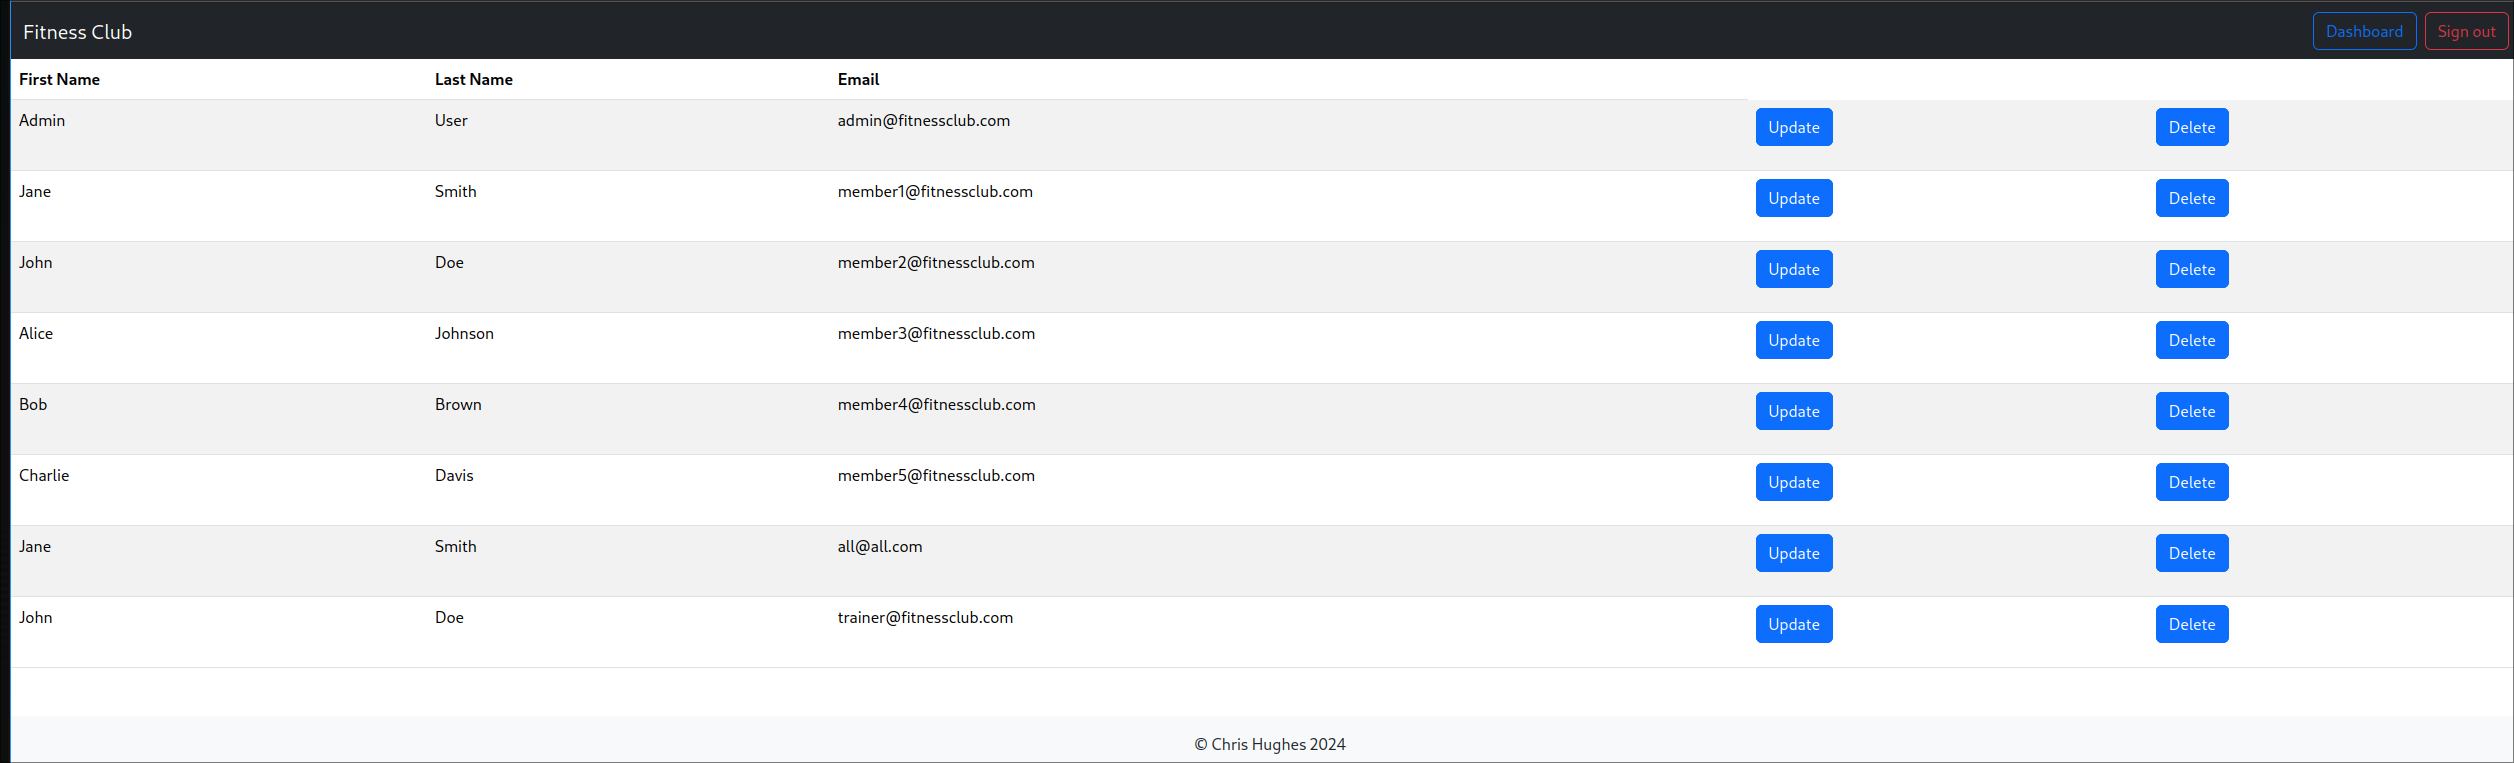 Fitness Club Dashboard Sign out
First Name Last Name Email
Admin User admin@fitnessclub.com Update Delete
Jane Smith member1@fitnessclub.com Update Delete
John Doe member2@fitnessclub.com Update Delete
Alice Johnson member3@fitnessclub.com Update Delete
Bob Brown member4@fitnessclub.com Update Delete
Charlie Davis member5@fitnessclub.com Update Delete
Jane Smith all@all.com Update Delete
John Doe trainer@fitnessclub.com Update Delete
© Chris Hughes 2024